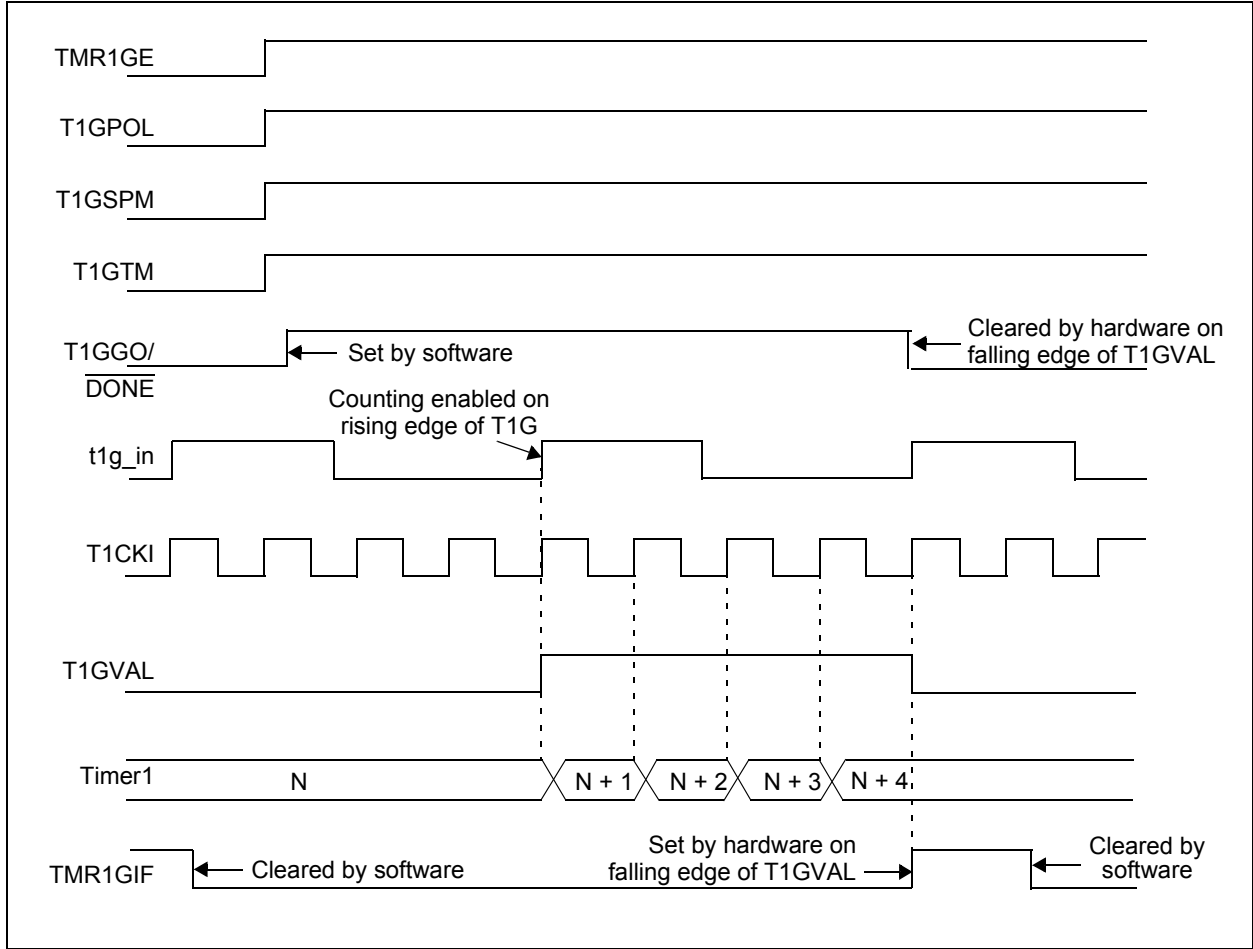 TMR1GE
T1GPOL
T1GSPM
T1GTM
T1GGO/
DONE
Set by software
Cleared by hardware on
falling edge of T1GVAL
Counting enabled on
rising edge of T1G
t1g_in
T1CKI
T1GVAL
Timer1
N
N + 1
N + 2
N + 3
N + 4
TMR1GIF
Cleared by software
Set by hardware on
falling edge of T1GVAL
Cleared by
software